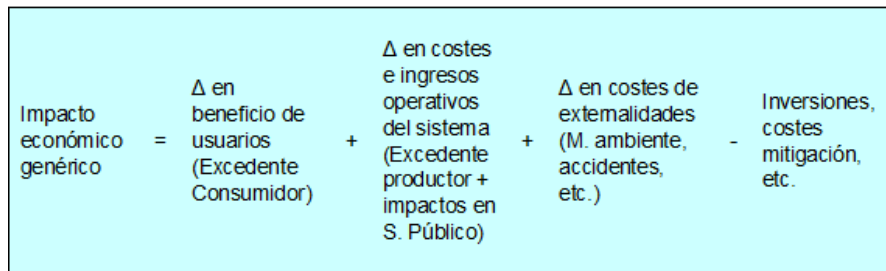 Impacto
económico
genérico
=
Δ en
beneficio de
usuarios
(Excedente
Consumidor)
+
Δ en costes
e ingresos
operativos
del sistema
(Excedente
productor +
impactos en
S. Público)
+
Δ en costes de
externalidades
(M. ambiente,
accidentes,
etc.)
-
Inversiones,
costes
mitigación,
etc.